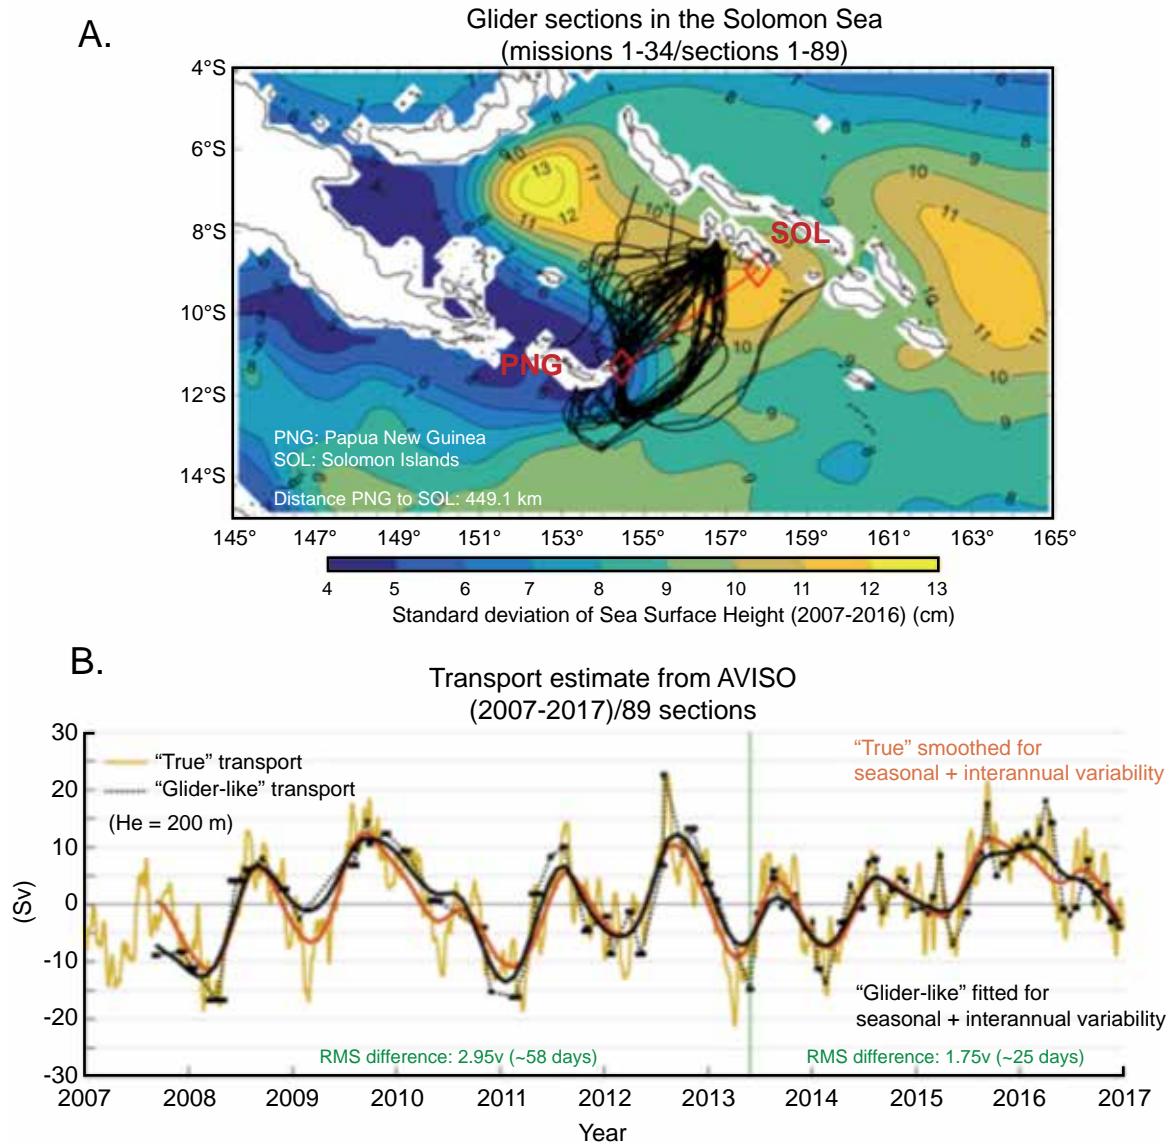 A.
Glider sections in the Solomon Sea
(missions 1-34/sections 1-89)
4°S
6°S
8°S
10°S
12°S
14°S
SOL
PNG
PNG: Papua New Guinea
SOL: Solomon Islands
Distance PNG to SOL: 449.1 km
145° 147° 149° 151° 153° 155° 157° 159° 161° 163° 165°
4 5 6 7 8 9 10 11 12 13
Standard deviation of Sea Surface Height (2007-2016) (cm)
B.
Transport estimate from AVISO
(2007-2017)/89 sections
30
20
10
0
-10
-20
-30
(Sv)
“True” transport
“Glider-like” transport
(He = 200 m)
“True” smoothed for
seasonal + interannual variability
“Glider-like” fitted for
seasonal + interannual variability
RMS difference: 2.95v (~58 days)
RMS difference: 1.75v (~25 days)
2007 2008 2009 2010 2011 2012 2013 2014 2015 2016 2017
Year